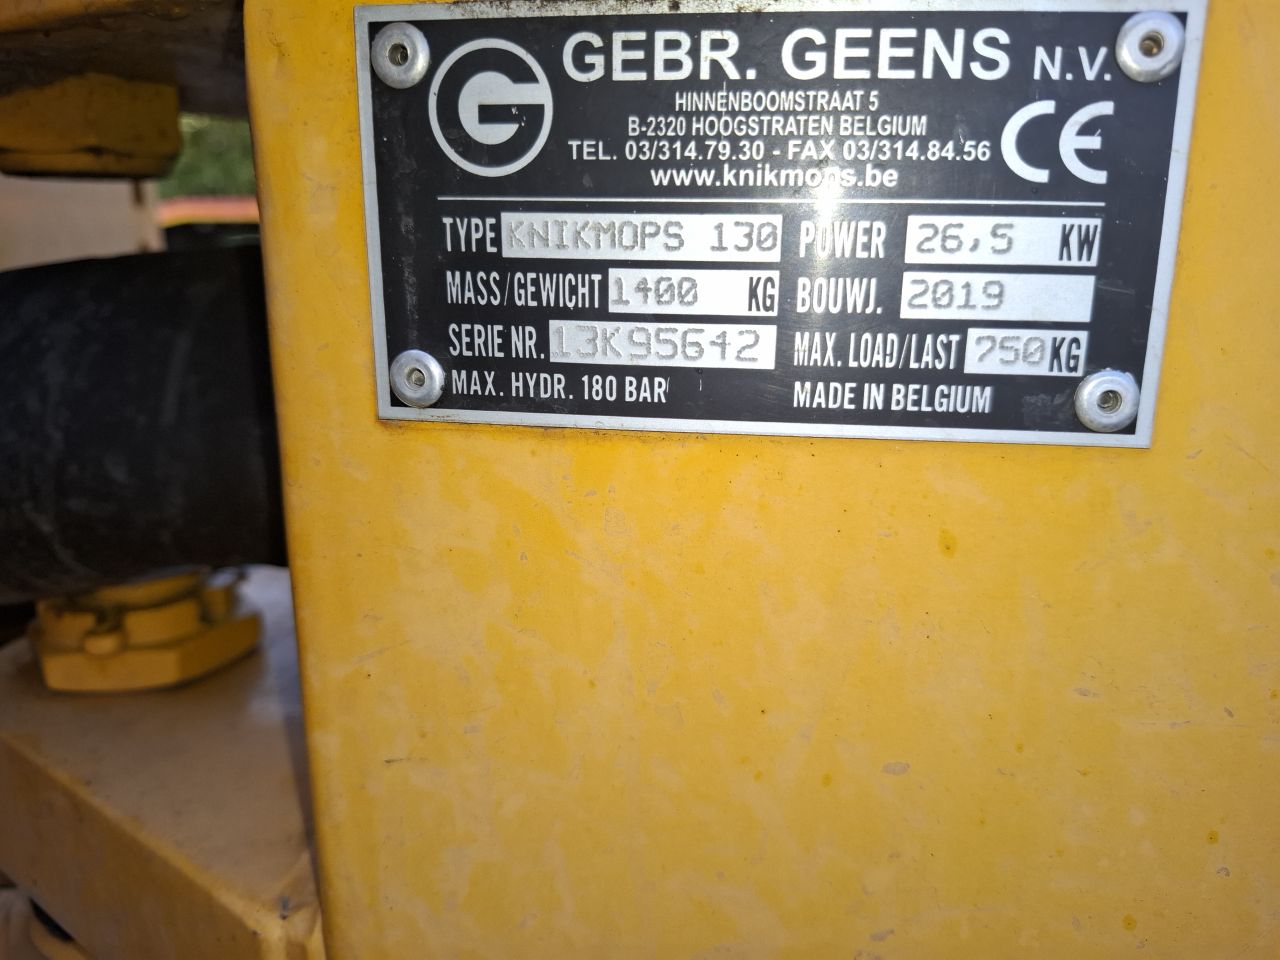 G GEBR. GEENS N.V.
HINNENBOOMSTRAAT 5
B-2320 HOOGSTRATEN BELGIUM
TEL. 03/314.79.30 - FAX 03/314.84.56
www.knikmops.be
CE
TYPE KNIKMOPS 130 POWER 26,5 KW
MASS/GEWICHT 1400 KG BOUWJ. 2019
SERIE NR. 13K95642 MAX. LOAD/LAST 750 KG
MAX. HYDR. 180 BAR MADE IN BELGIUM